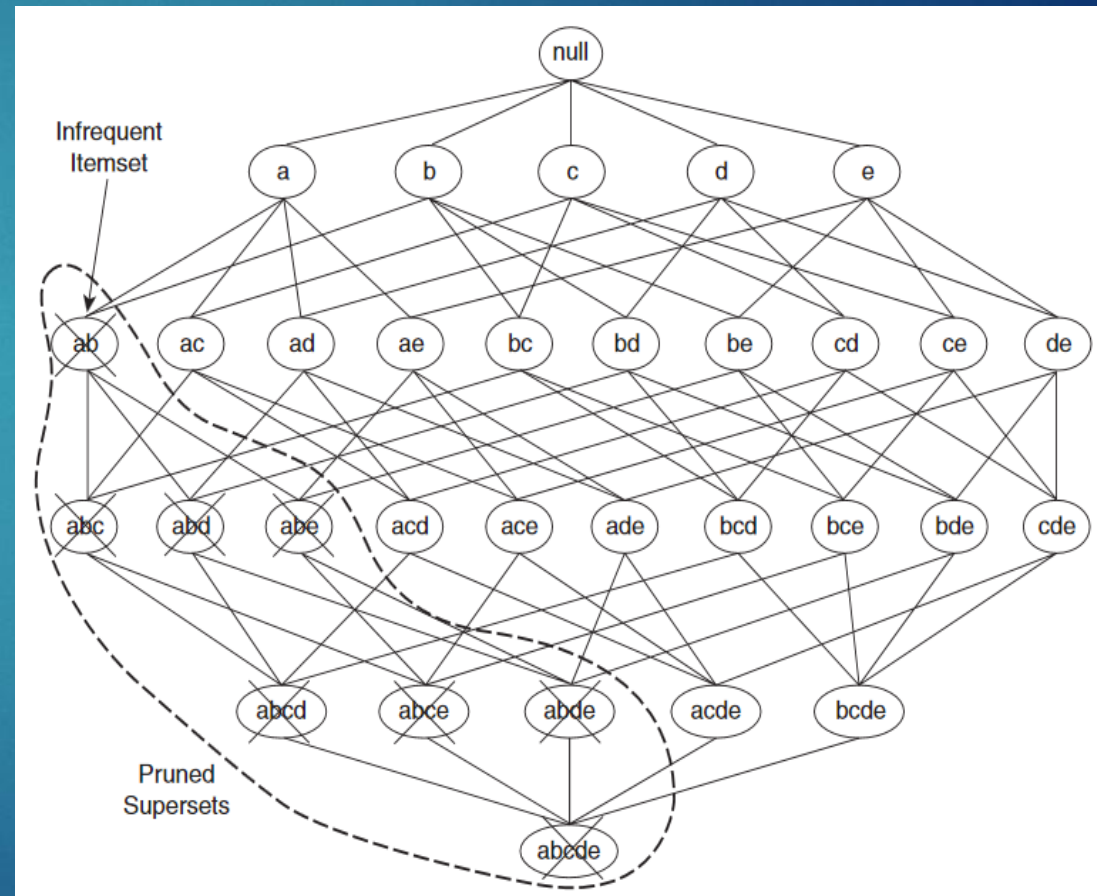 null
Infrequent
Itemset
a b c d e
ab ac ad ae bc bd be cd ce de
abc abd abe acd ace ade bcd bce bde cde
abcd abce abde acde bcde
Pruned
Supersets
abcde